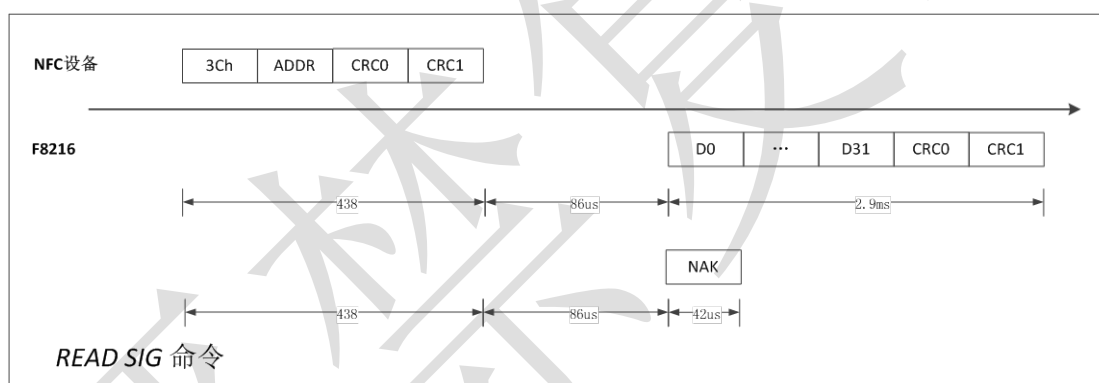 NFC设备
3Ch ADDR CRC0 CRC1
F8216
D0 ··· D31 CRC0 CRC1
438 86us 2.9ms
NAK
438 86us 42us
READ SIG 命令